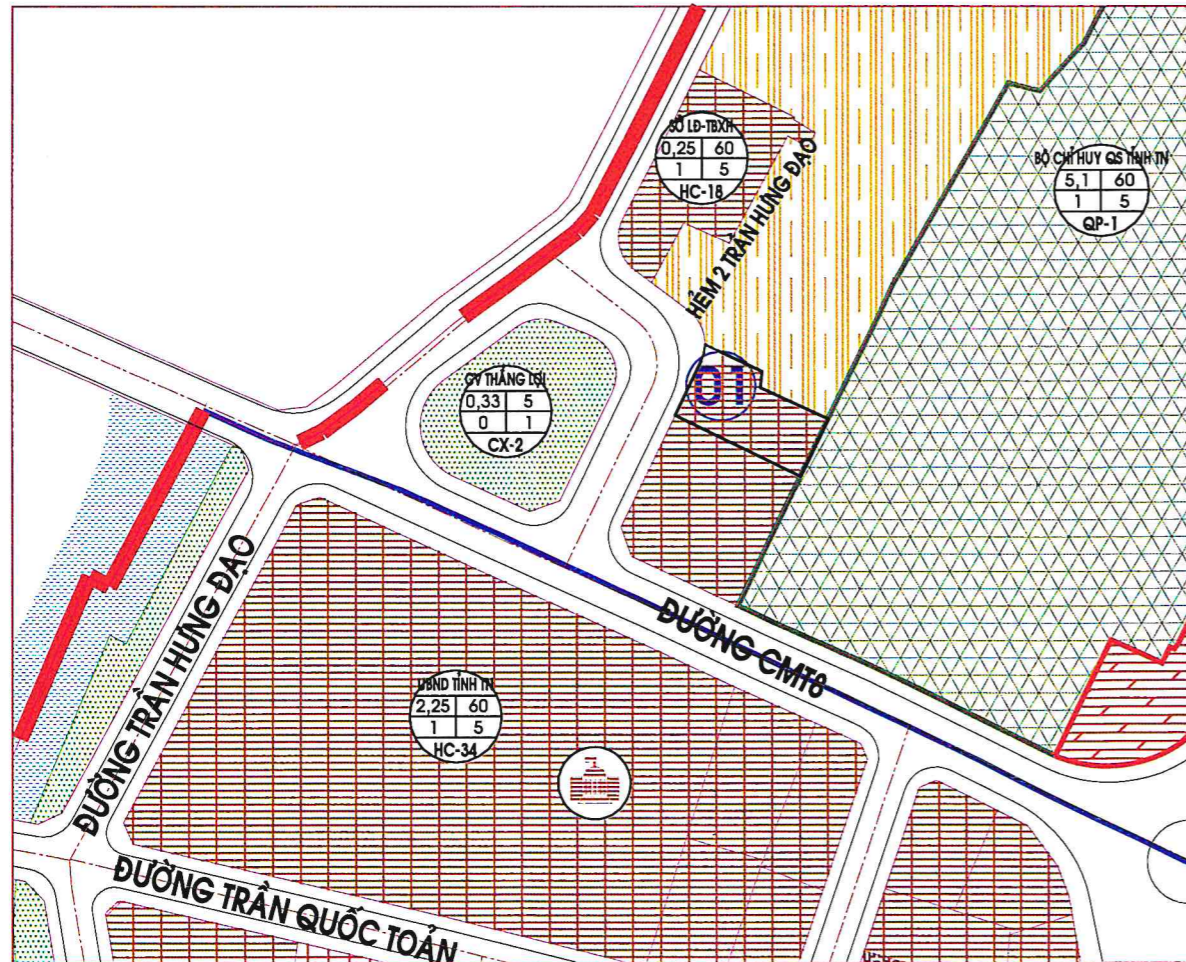 SỞ LĐ-TBXH
0,25 60
1 5
HC-18
BỘ CHỈ HUY QS TỈNH TN
5,1 60
1 5
QP-1
HẺM 2 TRẦN HƯNG ĐẠO
01
CV THẮNG LỢI
0,33 5
0 1
CX-2
ĐƯỜNG TRẦN HƯNG ĐẠO
ĐƯỜNG CMT8
UBND TỈNH TN
2,25 60
1 5
HC-34
ĐƯỜNG TRẦN QUỐC TOẢN